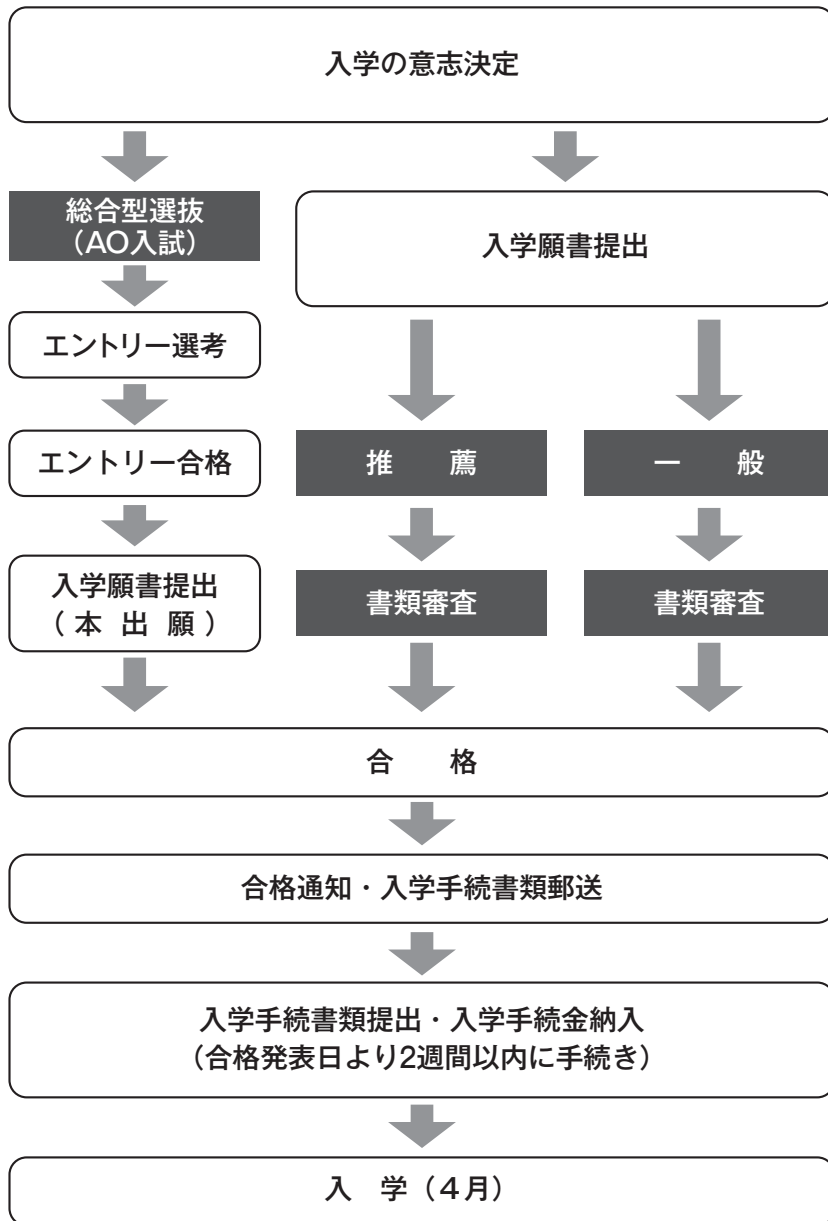 入学の意志決定
総合型選抜
（AO入試）
エントリー選考
エントリー合格
入学願書提出
（本出願）
入学願書提出
推　薦
書類審査
一　般
書類審査
合　格
合格通知・入学手続書類郵送
入学手続書類提出・入学手続金納入
（合格発表日より2週間以内に手続き）
入　学（4月）